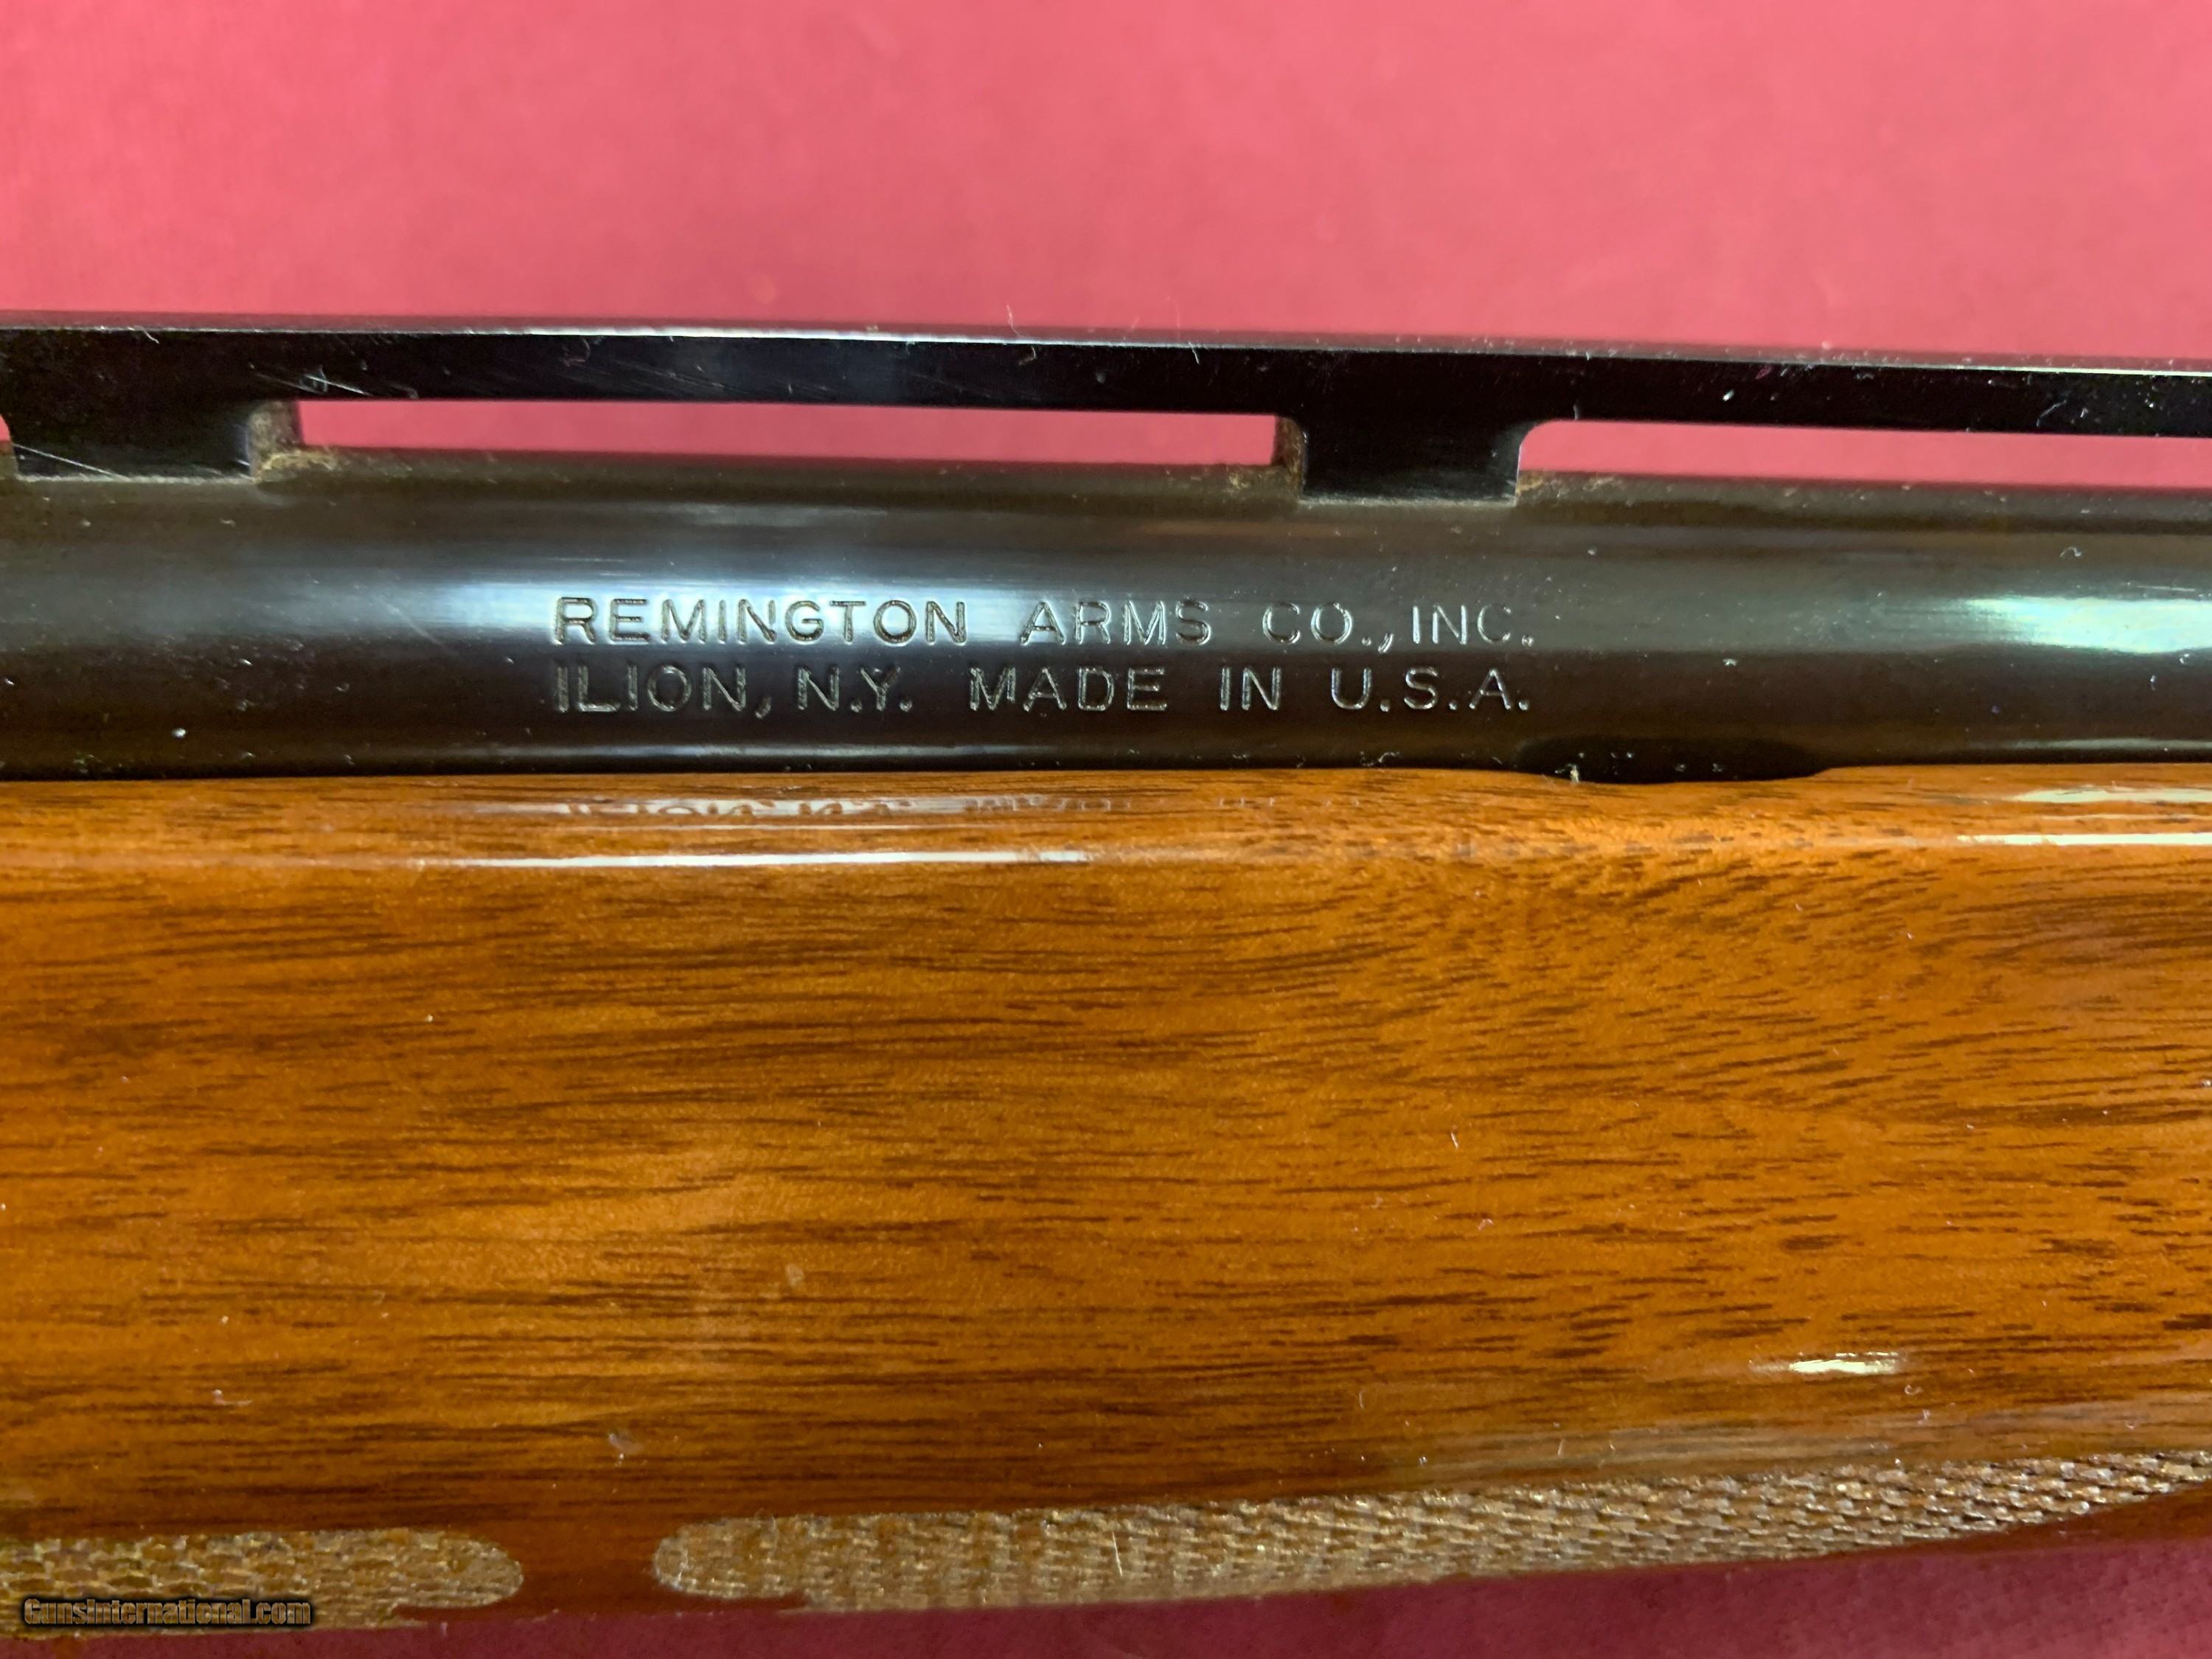 REMINGTON ARMS CO., INC.
ILION, N.Y. MADE IN U.S.A.
GunsInternational.com